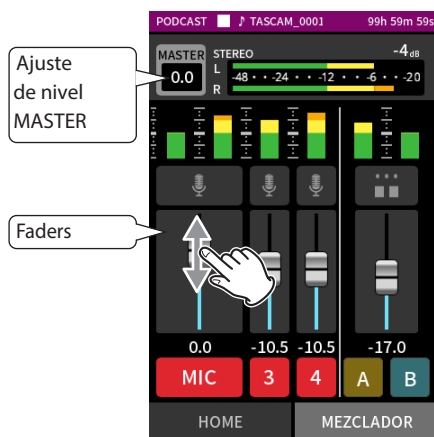 PODCAST ♪ TASCAM_0001 99h 59m 59s
Ajuste
de nivel
MASTER
MASTER
0.0
STEREO
-4dB
L
-48 · · -24 · · -12 · · -6 · · -20
R
Faders
0.0 -10.5 -10.5 -17.0
MIC 3 4 A B
HOME MEZCLADOR